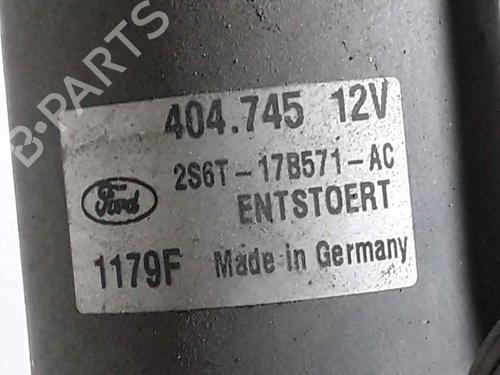 B-PARTS
404.745 12V
2S6T-17B571-AC
Ford
ENTSTOERT
1179F Made in Germany